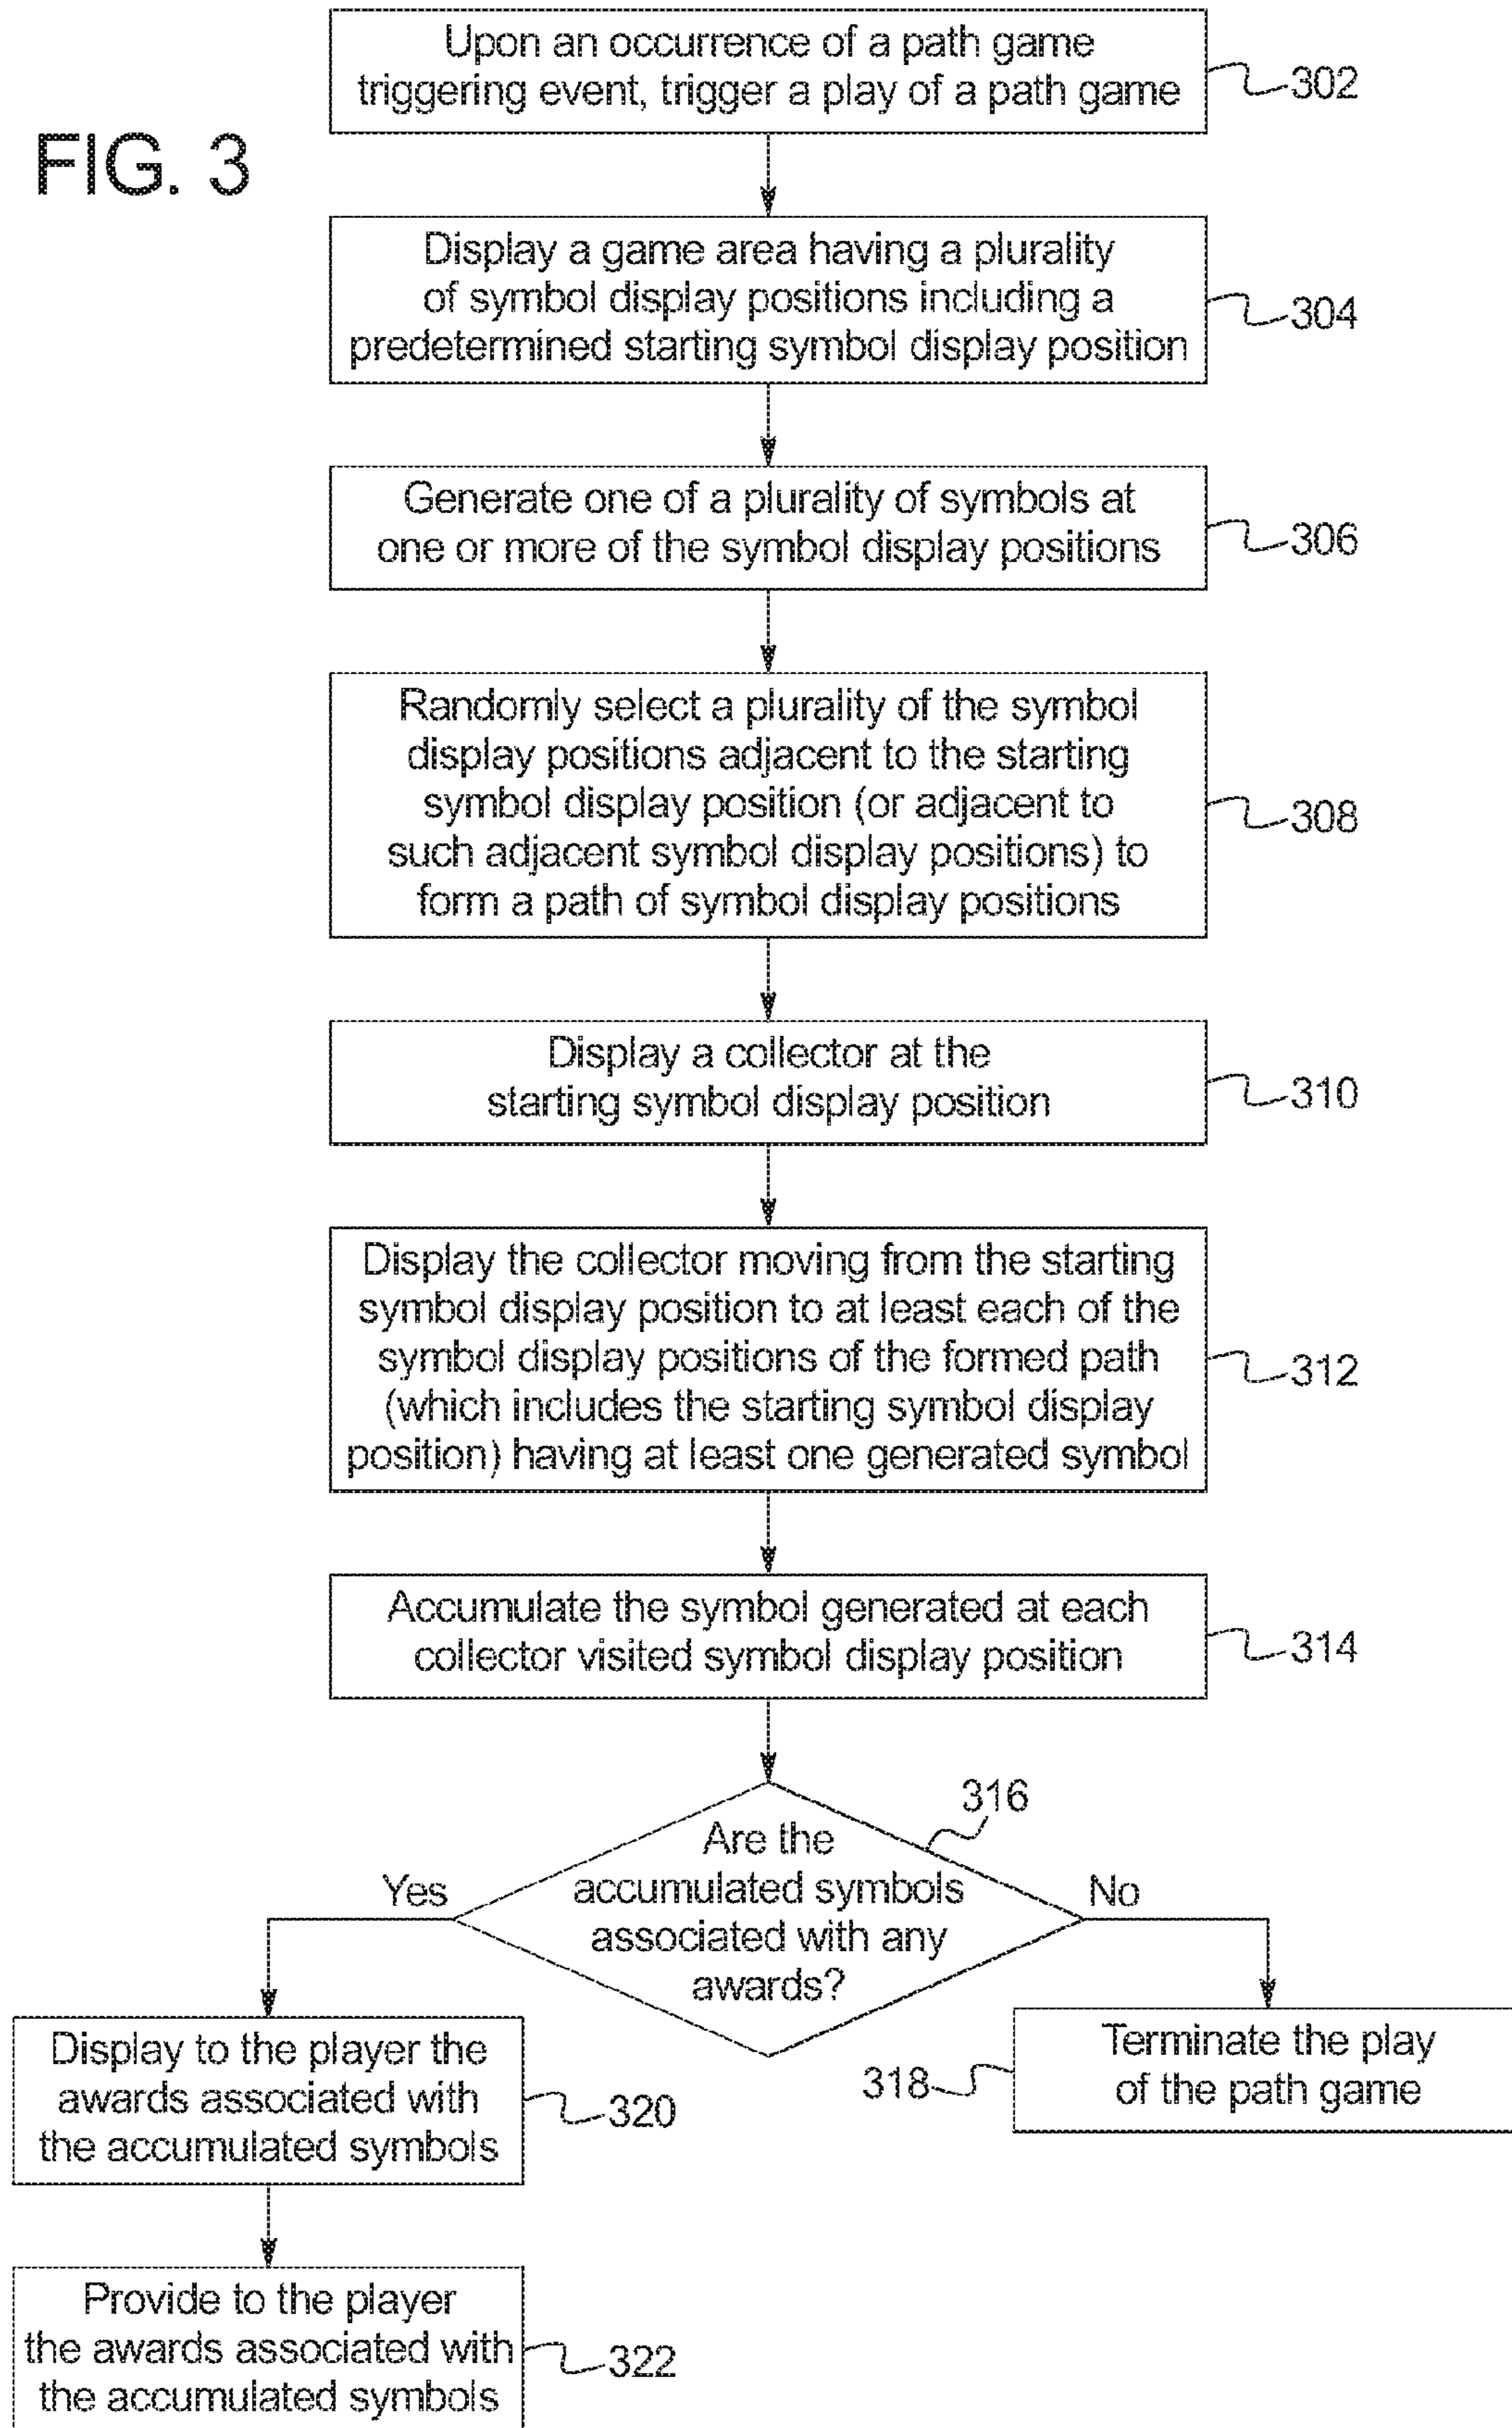 FIG. 3
Upon an occurrence of a path game
triggering event, trigger a play of a path game
302
Display a game area having a plurality
of symbol display positions including a
predetermined starting symbol display position
304
Generate one of a plurality of symbols at
one or more of the symbol display positions
306
Randomly select a plurality of the symbol
display positions adjacent to the starting
symbol display position (or adjacent to
such adjacent symbol display positions) to
form a path of symbol display positions
308
Display a collector at the
starting symbol display position
310
Display the collector moving from the starting
symbol display position to at least each of the
symbol display positions of the formed path
(which includes the starting symbol display
position) having at least one generated symbol
312
Accumulate the symbol generated at each
collector visited symbol display position
314
Are the
accumulated symbols
associated with any
awards?
316
Yes
No
Display to the player the
awards associated with
the accumulated symbols
320
Terminate the play
of the path game
318
Provide to the player
the awards associated with
the accumulated symbols
322